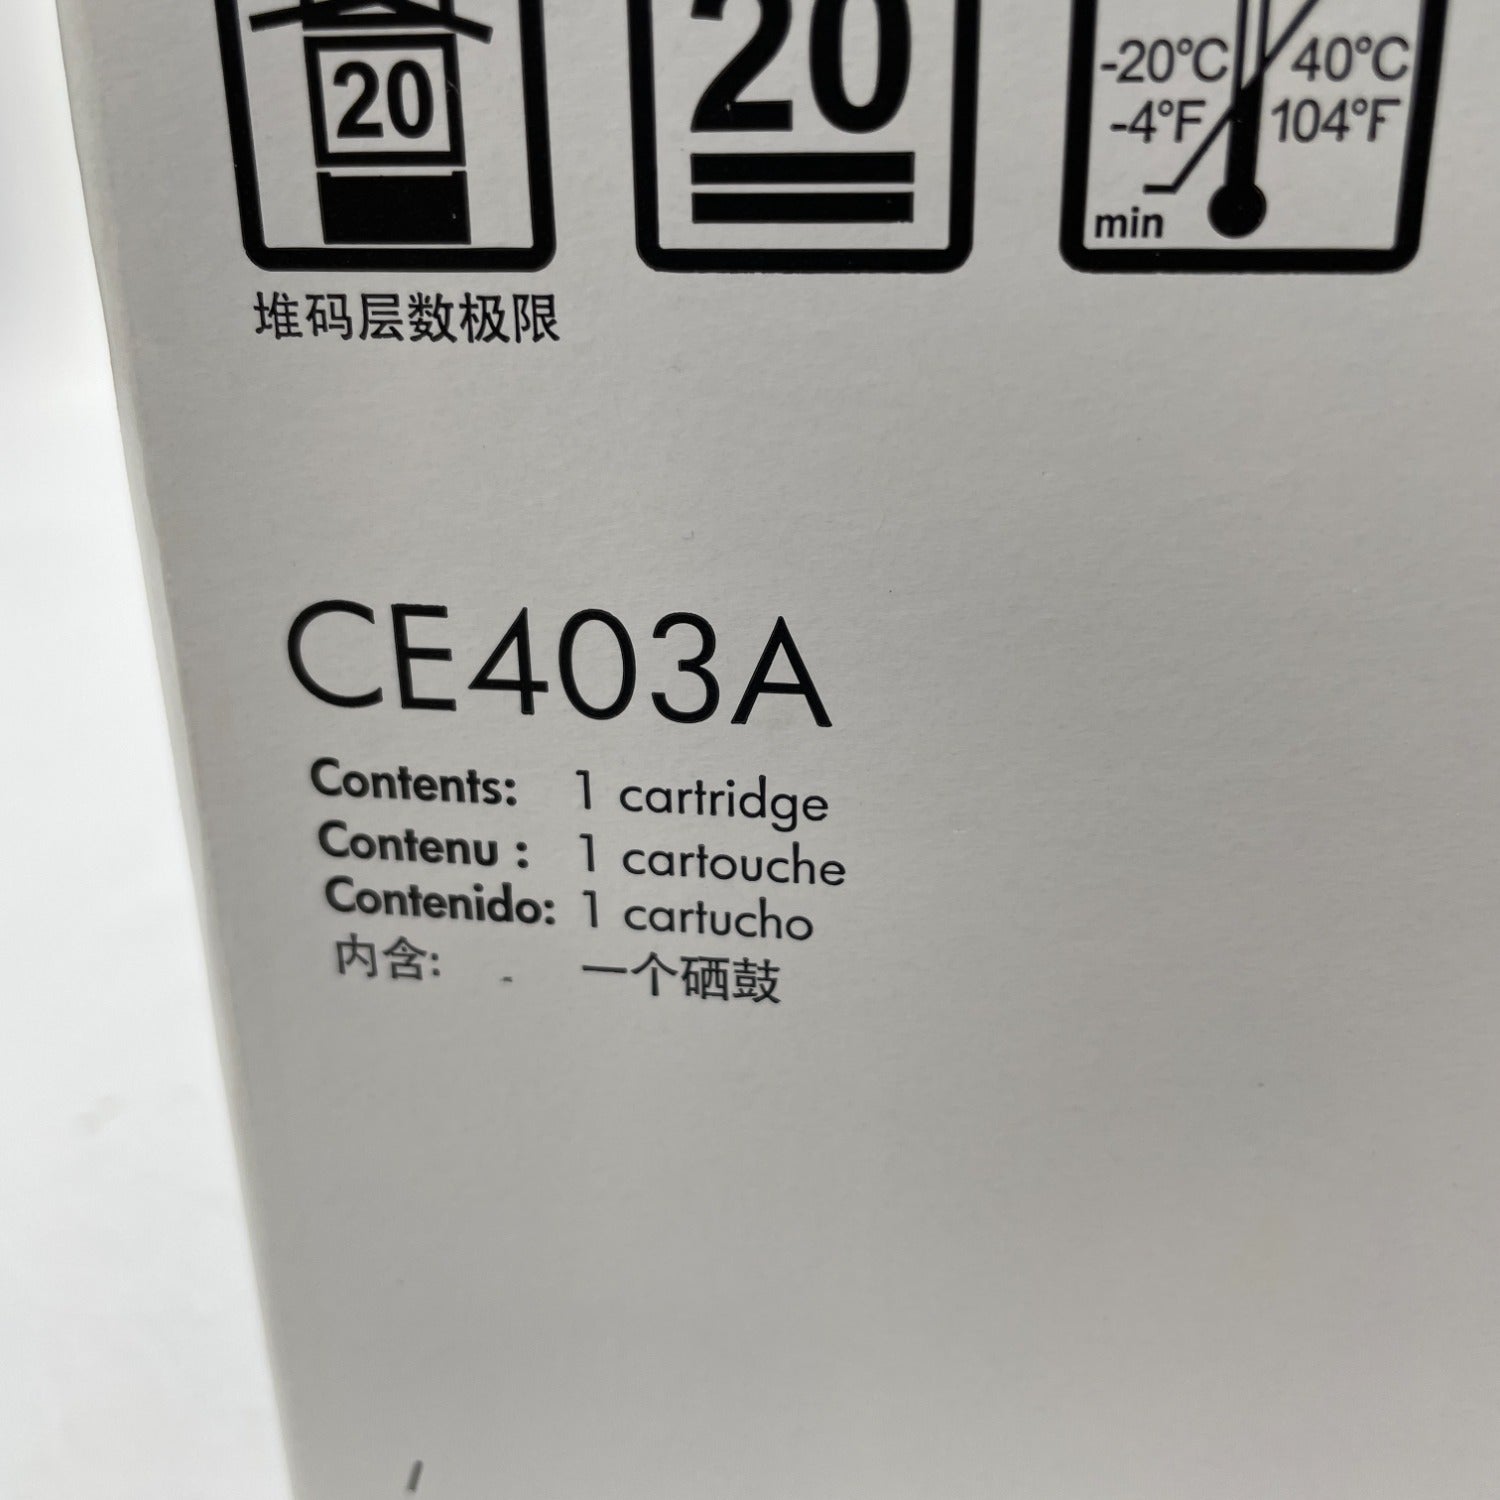 20
20
-20°C 40°C
-4°F 104°F
min
堆码层数极限
CE403A
Contents: 1 cartridge
Contenu : 1 cartouche
Contenido: 1 cartucho
内含: 一个硒鼓